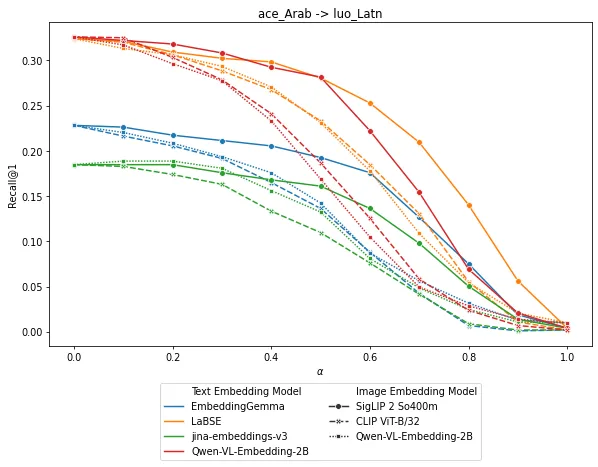 ace_Arab -> luo_Latn
Recall@1
0.30
0.25
0.20
0.15
0.10
0.05
0.00
0.0 0.2 0.4 0.6 0.8 1.0
α
Text Embedding Model Image Embedding Model
EmbeddingGemma SigLIP 2 So400m
LaBSE CLIP ViT-B/32
jina-embeddings-v3 Qwen-VL-Embedding-2B
Qwen-VL-Embedding-2B